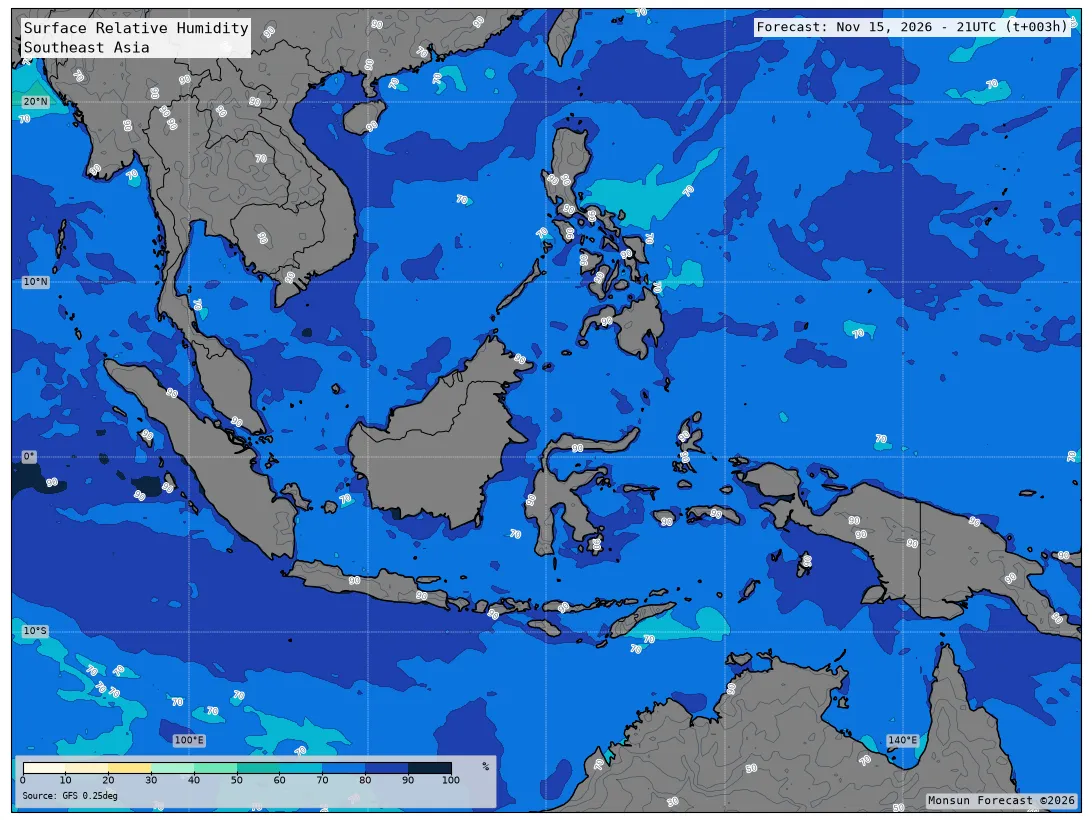 Surface Relative Humidity
Southeast Asia
Forecast: Nov 15, 2026 - 21UTC (t+003h)
20°N
10°N
0°
10°S
100°E
140°E
0 10 20 30 40 50 60 70 80 90 100
%
Source: GFS 0.25deg
Monsun Forecast ©2026